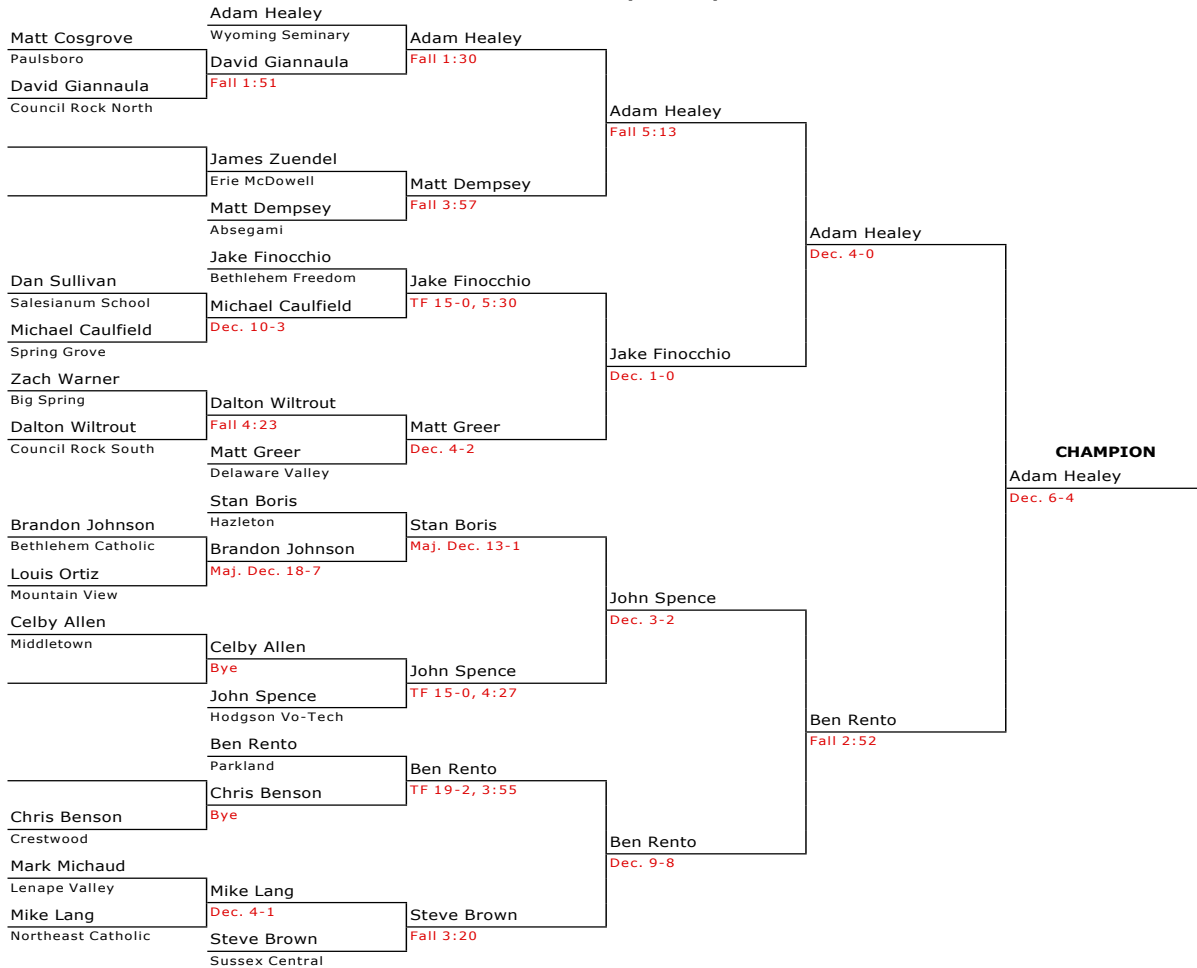 Adam Healey
Matt Cosgrove
Wyoming Seminary
Adam Healey
Paulsboro
David Giannaula
Fall 1:30
David Giannaula
Fall 1:51
Council Rock North
Adam Healey
Fall 5:13
James Zuendel
Erie McDowell
Matt Dempsey
Matt Dempsey
Fall 3:57
Absegami
Adam Healey
Dec. 4-0
Jake Finocchio
Dan Sullivan
Bethlehem Freedom
Jake Finocchio
Salesianum School
Michael Caulfield
TF 15-0, 5:30
Michael Caulfield
Dec. 10-3
Spring Grove
Jake Finocchio
Dec. 1-0
Zach Warner
Big Spring
Dalton Wiltrout
Dalton Wiltrout
Fall 4:23
Matt Greer
Council Rock South
Matt Greer
Dec. 4-2
Delaware Valley
CHAMPION
Adam Healey
Dec. 6-4
Stan Boris
Brandon Johnson
Hazleton
Stan Boris
Bethlehem Catholic
Brandon Johnson
Maj. Dec. 13-1
Louis Ortiz
Maj. Dec. 18-7
Mountain View
John Spence
Dec. 3-2
Celby Allen
Middletown
Celby Allen
Bye
John Spence
John Spence
TF 15-0, 4:27
Hodgson Vo-Tech
Ben Rento
Fall 2:52
Ben Rento
Parkland
Ben Rento
Chris Benson
TF 19-2, 3:55
Chris Benson
Bye
Crestwood
Ben Rento
Dec. 9-8
Mark Michaud
Lenape Valley
Mike Lang
Mike Lang
Dec. 4-1
Steve Brown
Northeast Catholic
Steve Brown
Fall 3:20
Sussex Central